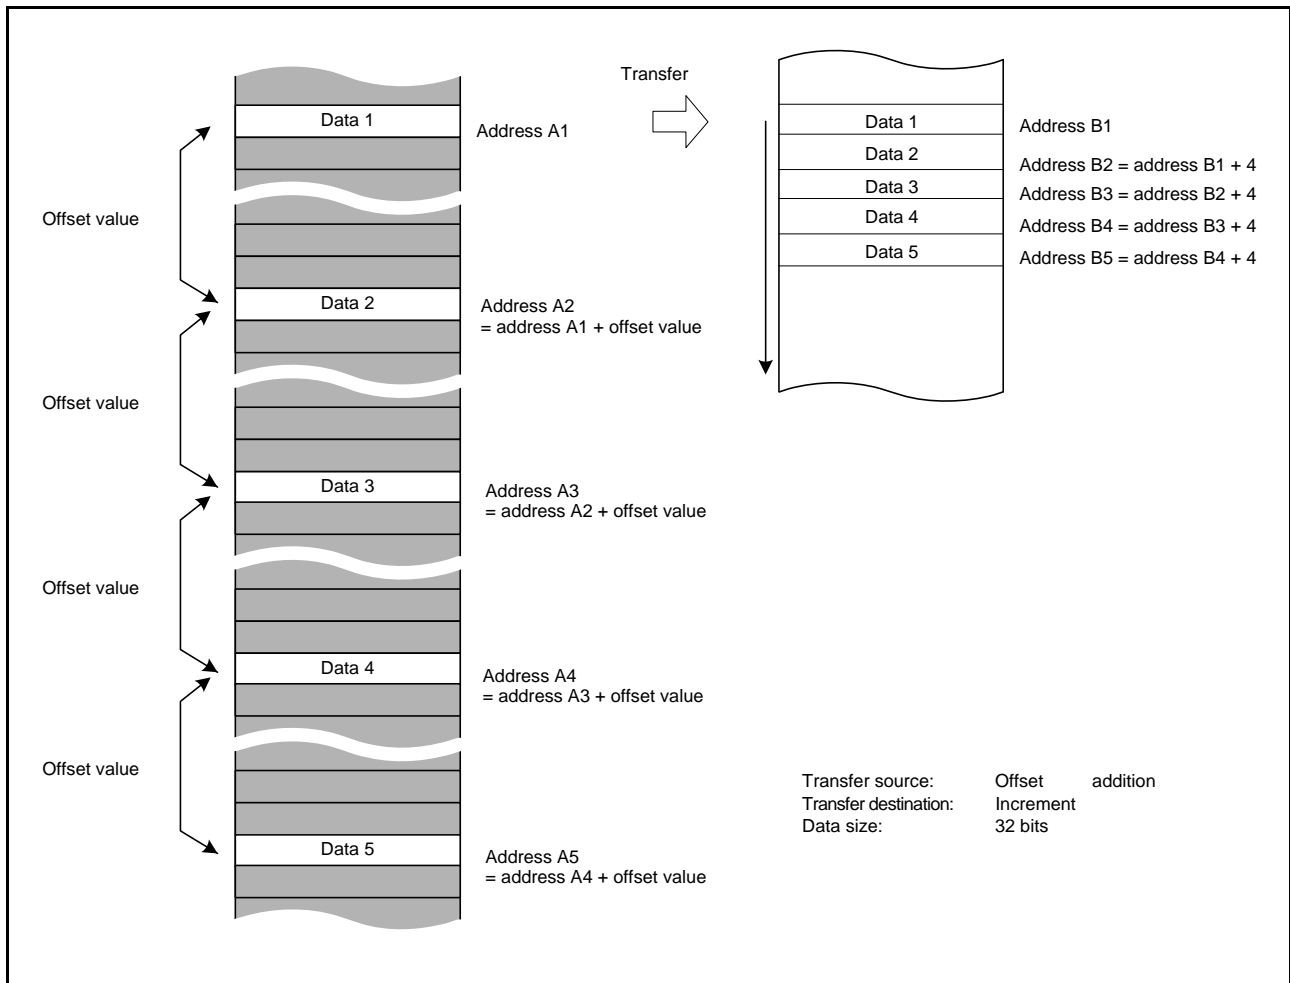 Transfer
Data 1
Address A1
Offset value
Data 2
Address A2
= address A1 + offset value
Offset value
Data 3
Address A3
= address A2 + offset value
Offset value
Data 4
Address A4
= address A3 + offset value
Offset value
Data 5
Address A5
= address A4 + offset value
Data 1
Address B1
Data 2
Address B2 = address B1 + 4
Data 3
Address B3 = address B2 + 4
Data 4
Address B4 = address B3 + 4
Data 5
Address B5 = address B4 + 4
Transfer source: Offset addition
Transfer destination: Increment
Data size: 32 bits